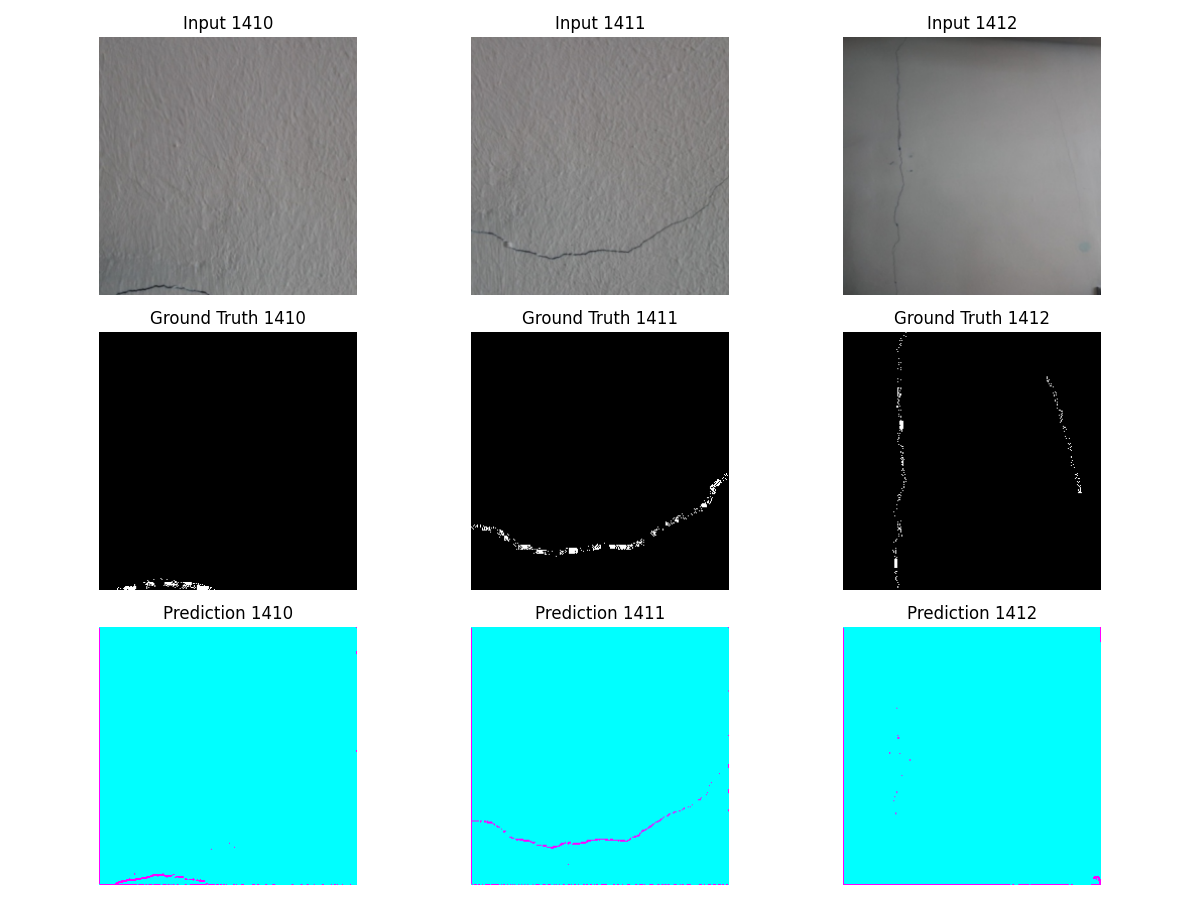 Input 1410
Input 1411
Input 1412
Ground Truth 1410
Ground Truth 1411
Ground Truth 1412
Prediction 1410
Prediction 1411
Prediction 1412